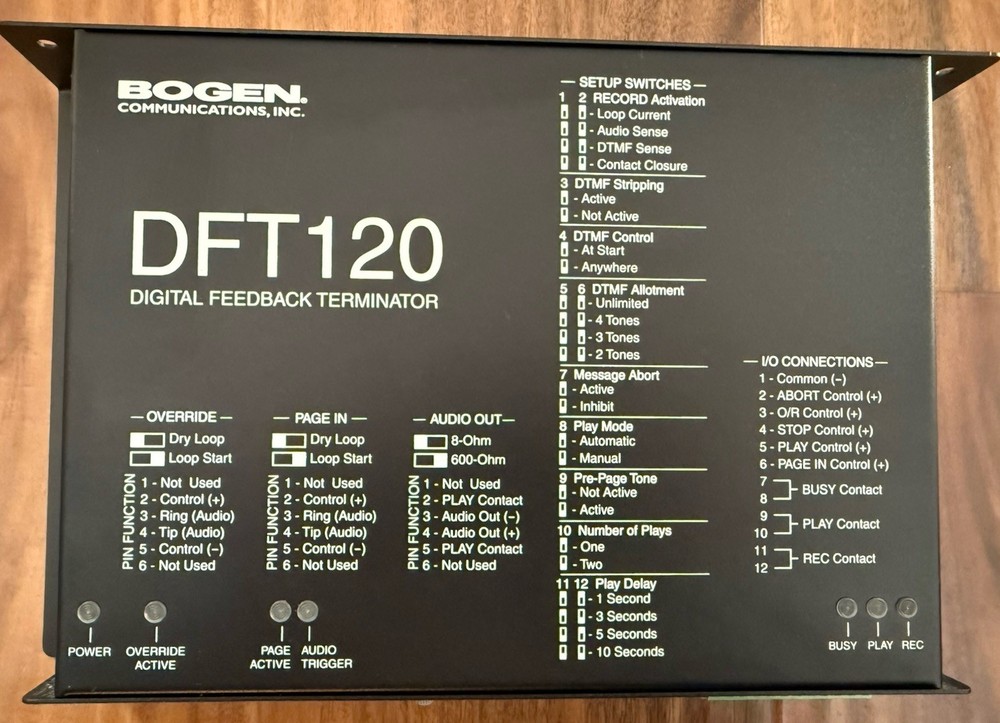 BOGEN®
COMMUNICATIONS, INC.
DFT120
DIGITAL FEEDBACK TERMINATOR
— OVERRIDE —
Dry Loop
Loop Start
PIN FUNCTION
1 - Not Used
2 - Control (+)
3 - Ring (Audio)
4 - Tip (Audio)
5 - Control (−)
6 - Not Used
— PAGE IN —
Dry Loop
Loop Start
PIN FUNCTION
1 - Not Used
2 - Control (+)
3 - Ring (Audio)
4 - Tip (Audio)
5 - Control (−)
6 - Not Used
— AUDIO OUT —
8-Ohm
600-Ohm
PIN FUNCTION
1 - Not Used
2 - PLAY Contact
3 - Audio Out (−)
4 - Audio Out (+)
5 - PLAY Contact
6 - Not Used
POWER
OVERRIDE
ACTIVE
PAGE
ACTIVE
AUDIO
TRIGGER
— SETUP SWITCHES —
1 2 RECORD Activation
- Loop Current
- Audio Sense
- DTMF Sense
- Contact Closure
3 DTMF Stripping
- Active
- Not Active
4 DTMF Control
- At Start
- Anywhere
5 6 DTMF Allotment
- Unlimited
- 4 Tones
- 3 Tones
- 2 Tones
7 Message Abort
- Active
- Inhibit
8 Play Mode
- Automatic
- Manual
9 Pre-Page Tone
- Not Active
- Active
10 Number of Plays
- One
- Two
11 12 Play Delay
- 1 Second
- 3 Seconds
- 5 Seconds
- 10 Seconds
— I/O CONNECTIONS —
1 - Common (−)
2 - ABORT Control (+)
3 - O/R Control (+)
4 - STOP Control (+)
5 - PLAY Control (+)
6 - PAGE IN Control (+)
7
8
BUSY Contact
9
10
PLAY Contact
11
12
REC Contact
BUSY
PLAY
REC